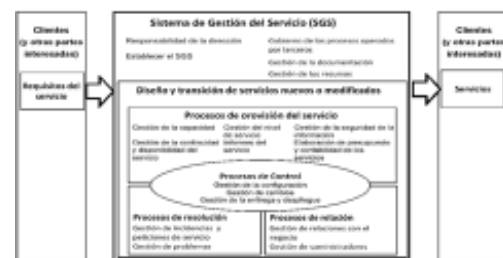 Clientes
(y otras partes
interesadas)
Requisitos del
servicio
Sistema de Gestión del Servicio (SGS)
Responsabilidad de la dirección
Establecer el SGS
Gobierno de los procesos operados
por terceros
Gestión de la documentación
Gestión de los recursos
Diseño y transición de servicios nuevos o modificados
Procesos de provisión del servicio
Gestión de la capacidad
Gestión de la continuidad
y disponibilidad del
servicio
Gestión del nivel
de servicio
Informes del
servicio
Gestión de la seguridad de la
información
Elaboración de presupuesto
y contabilidad de los
servicios
Procesos de Control
Gestión de la configuración
Gestión de cambios
Gestión de la entrega y despliegue
Procesos de resolución
Gestión de incidencias y
peticiones de servicio
Gestión de problemas
Procesos de relación
Gestión de relaciones con el
negocio
Gestión de suministradores
Clientes
(y otras partes
interesadas)
Servicios